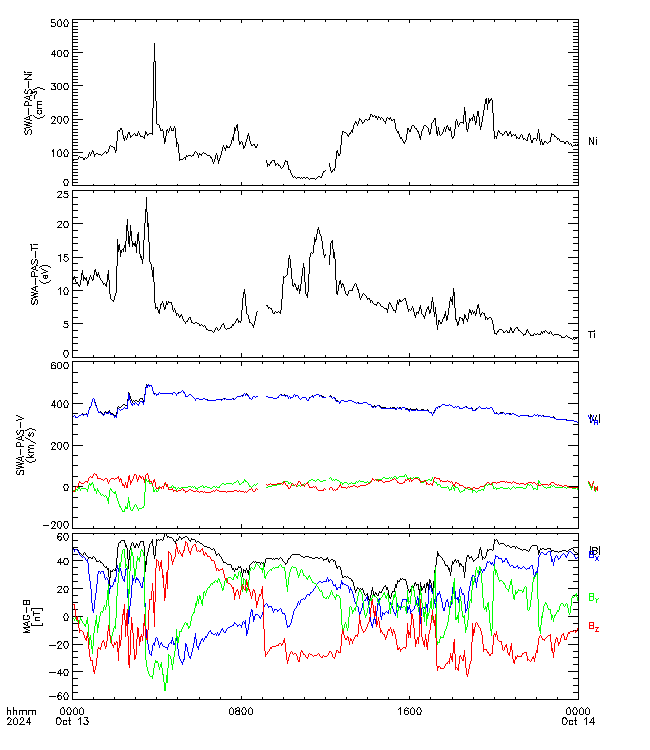 500
400
300
200
100
0
SWA-PAS-Ni
(cm⁻³)
Ni
25
20
15
10
5
0
SWA-PAS-Ti
(eV)
Ti
600
400
200
0
-200
SWA-PAS-V
(km/s)
|V|
V
60
40
20
0
-20
-40
-60
MAG-B
[nT]
|B|
Bx
BY
Bz
hhmm
2024
0000
Oct 13
0800
1600
0000
Oct 14